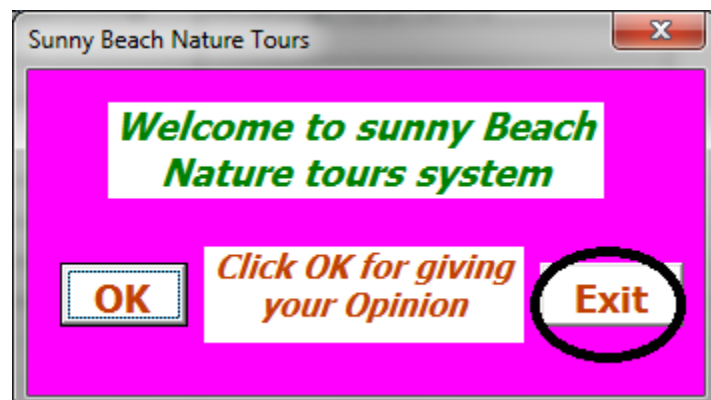 Sunny Beach Nature Tours
Welcome to sunny Beach
Nature tours system
OK
Click OK for giving
your Opinion
Exit